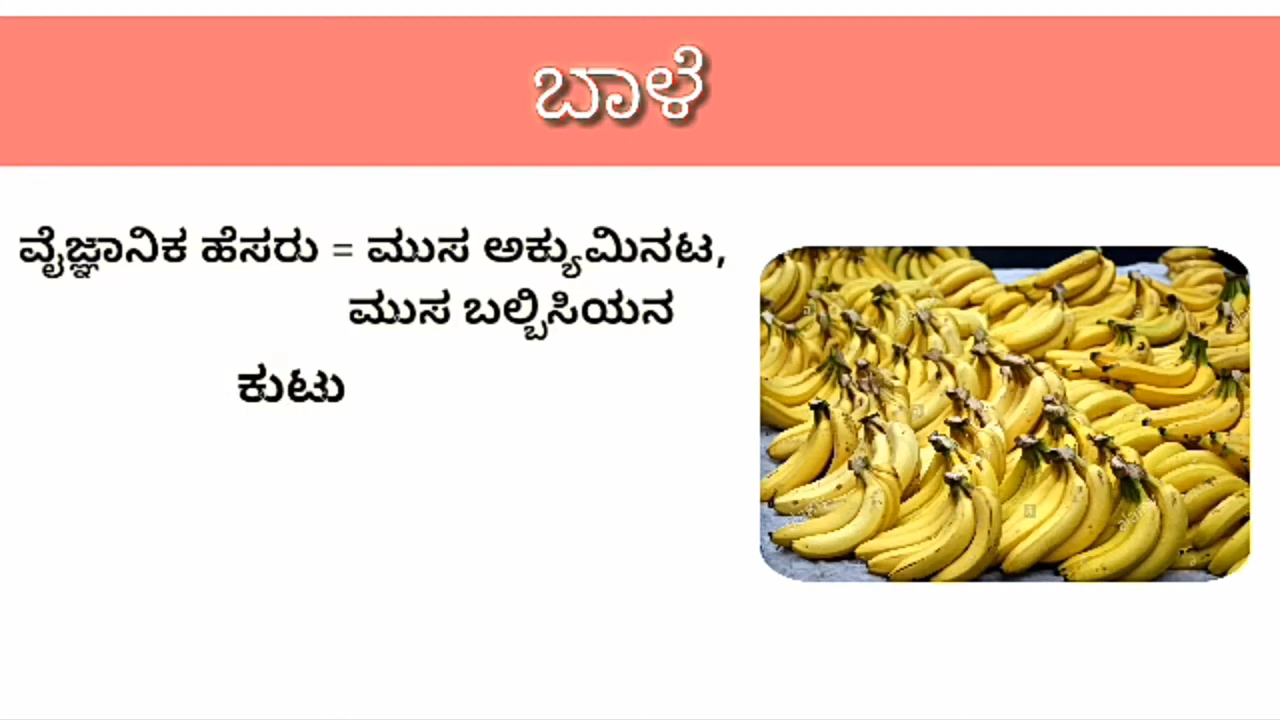 ಬಾಳೆ
ವೈಜ್ಞಾನಿಕ ಹೆಸರು = ಮುಸ ಅಕ್ಯುಮಿನಟ,
ಮುಸ ಬಲ್ಬಿಸಿಯನ
ಕುಟು